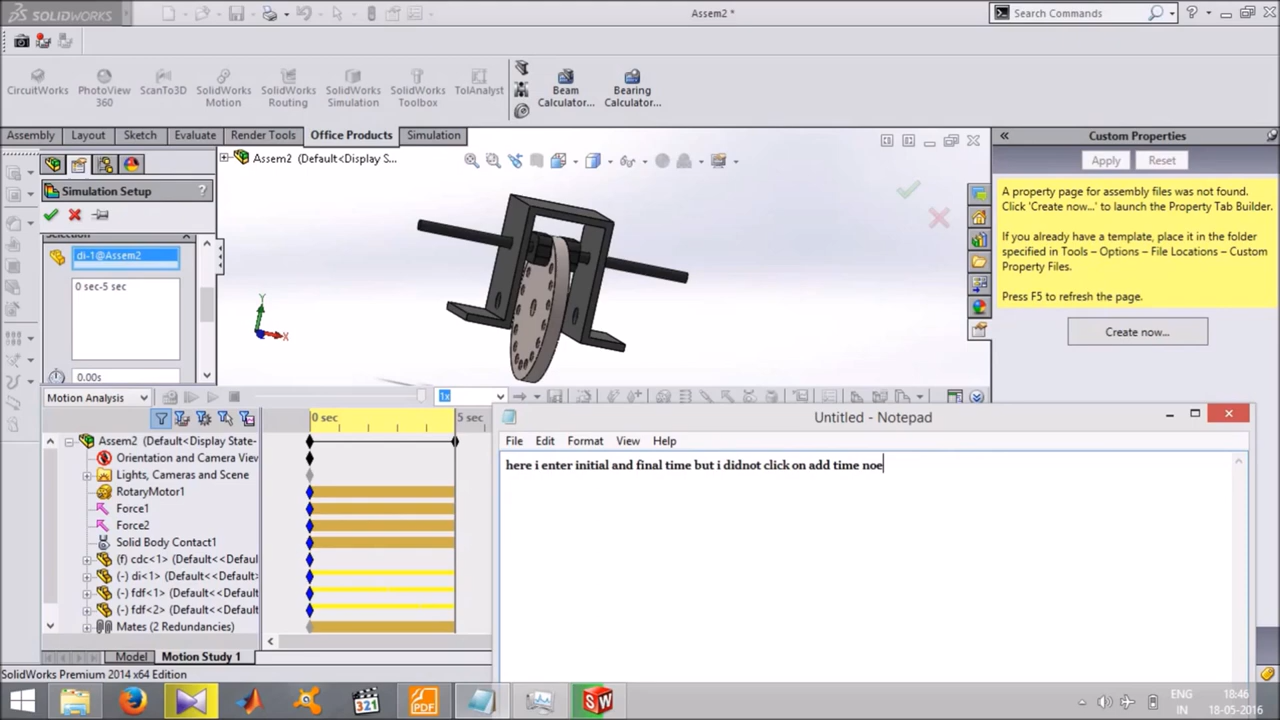 SOLIDWORKS
Assem2 *
Search Commands
?
CircuitWorks
PhotoView
360
ScanTo3D
SolidWorks
Motion
SolidWorks
Routing
SolidWorks
Simulation
SolidWorks
Toolbox
TolAnalyst
Beam
Calculator...
Bearing
Calculator...
Assembly
Layout
Sketch
Evaluate
Render Tools
Office Products
Simulation
Custom Properties
Assem2 (Default<Display S...
Apply
Reset
Simulation Setup
?
A property page for assembly files was not found.
Click 'Create now...' to launch the Property Tab Builder.
If you already have a template, place it in the folder
specified in Tools – Options – File Locations – Custom
Property Files.
Press F5 to refresh the page.
Create now...
Selection
di-1@Assem2
0 sec-5 sec
0.00s
Y
X
Motion Analysis
1x
0 sec
5 sec
Assem2 (Default<Display State-
Orientation and Camera View
Lights, Cameras and Scene
RotaryMotor1
Force1
Force2
Solid Body Contact1
(f) cdc<1> (Default<<Defaul
(-) di<1> (Default<<Default>
(-) fdf<1> (Default<<Default
(-) fdf<2> (Default<<Default
Mates (2 Redundancies)
Untitled - Notepad
File Edit Format View Help
here i enter initial and final time but i didnot click on add time noe
Model
Motion Study 1
SolidWorks Premium 2014 x64 Edition
321
PDF
SW
ENG
IN
18:46
18-05-2016